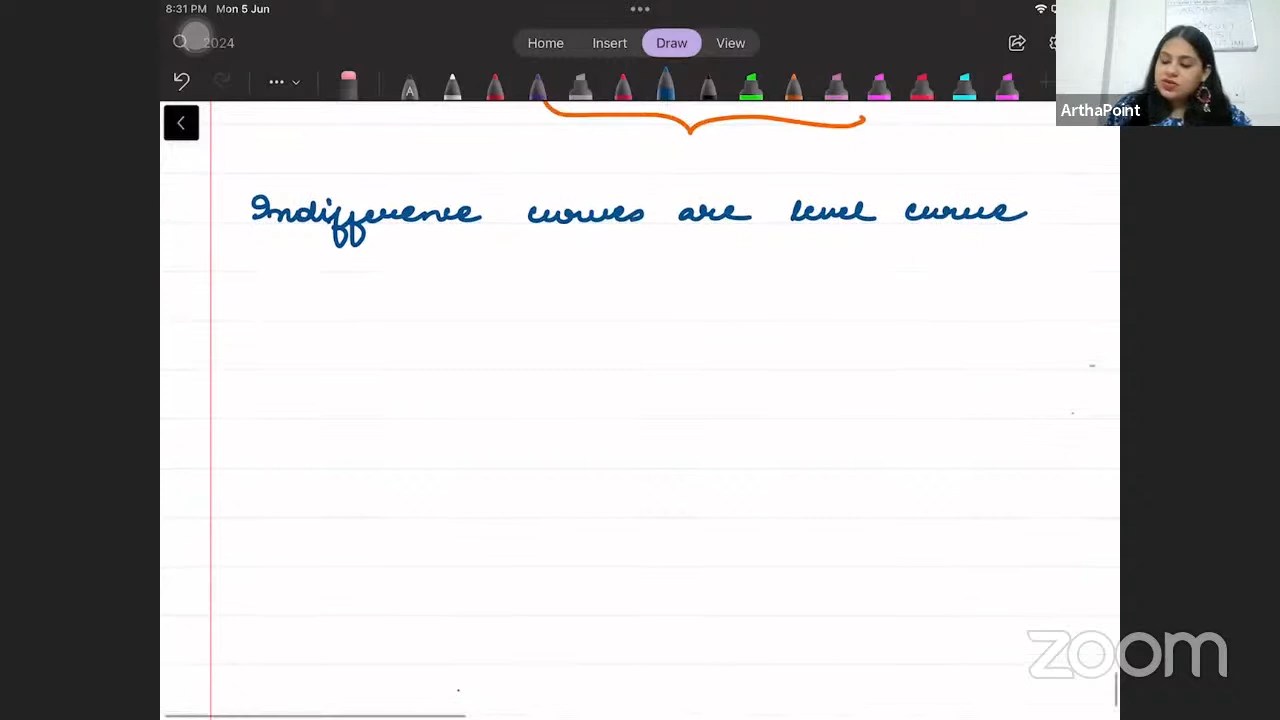 8:31 PM Mon 5 Jun
2024
Home Insert Draw View
A
ArthaPoint
Indifference curves are level curve
zoom